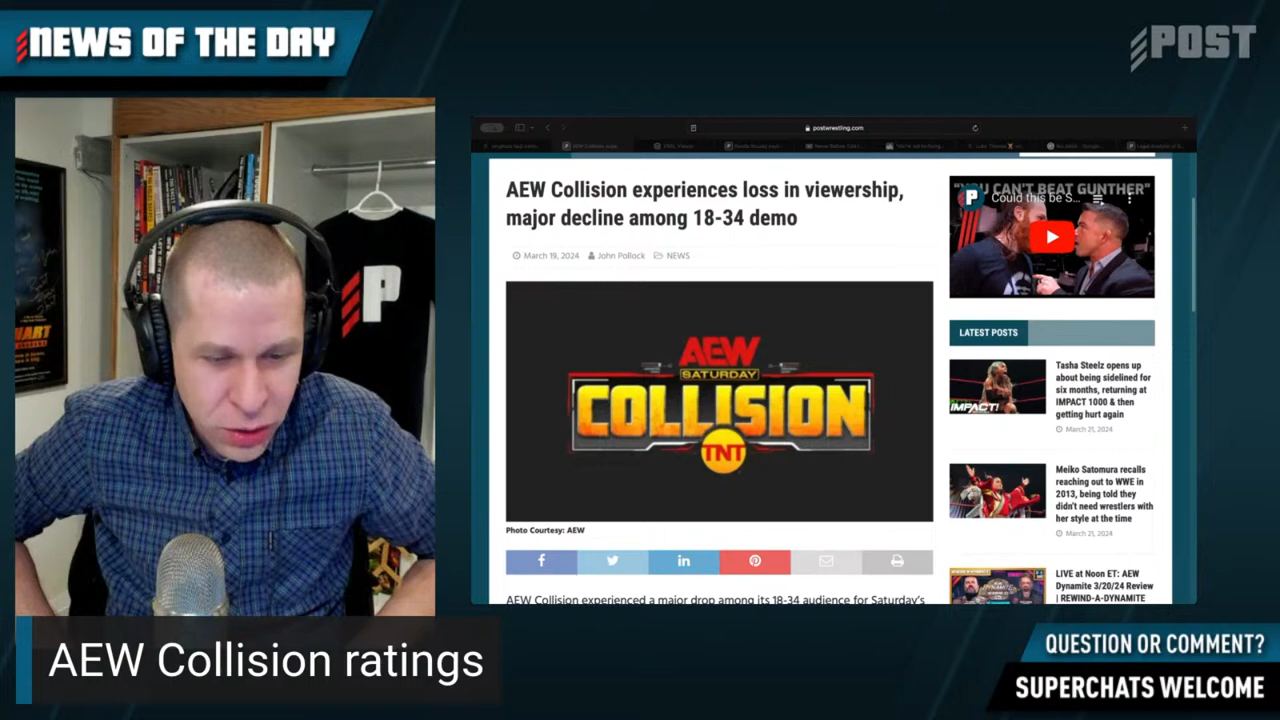 NEWS OF THE DAY
POST
postwrestling.com
AEW Collision experiences loss in viewership,
major decline among 18-34 demo
March 19, 2024 John Pollock NEWS
Photo Courtesy: AEW
AEW
SATURDAY
COLLISION
TNT
AEW Collision experienced a major drop among its 18-34 audience for Saturday's
"YOU CAN'T BEAT GUNTHER"
Could this be S...
LATEST POSTS
IMPACT!
Tasha Steelz opens up
about being sidelined for
six months, returning at
IMPACT 1000 & then
getting hurt again
March 21, 2024
Meiko Satomura recalls
reaching out to WWE in
2013, being told they
didn't need wrestlers with
her style at the time
March 21, 2024
LIVE at Noon ET: AEW
Dynamite 3/20/24 Review
| REWIND-A-DYNAMITE
P
HART
AEW Collision ratings
QUESTION OR COMMENT?
SUPERCHATS WELCOME